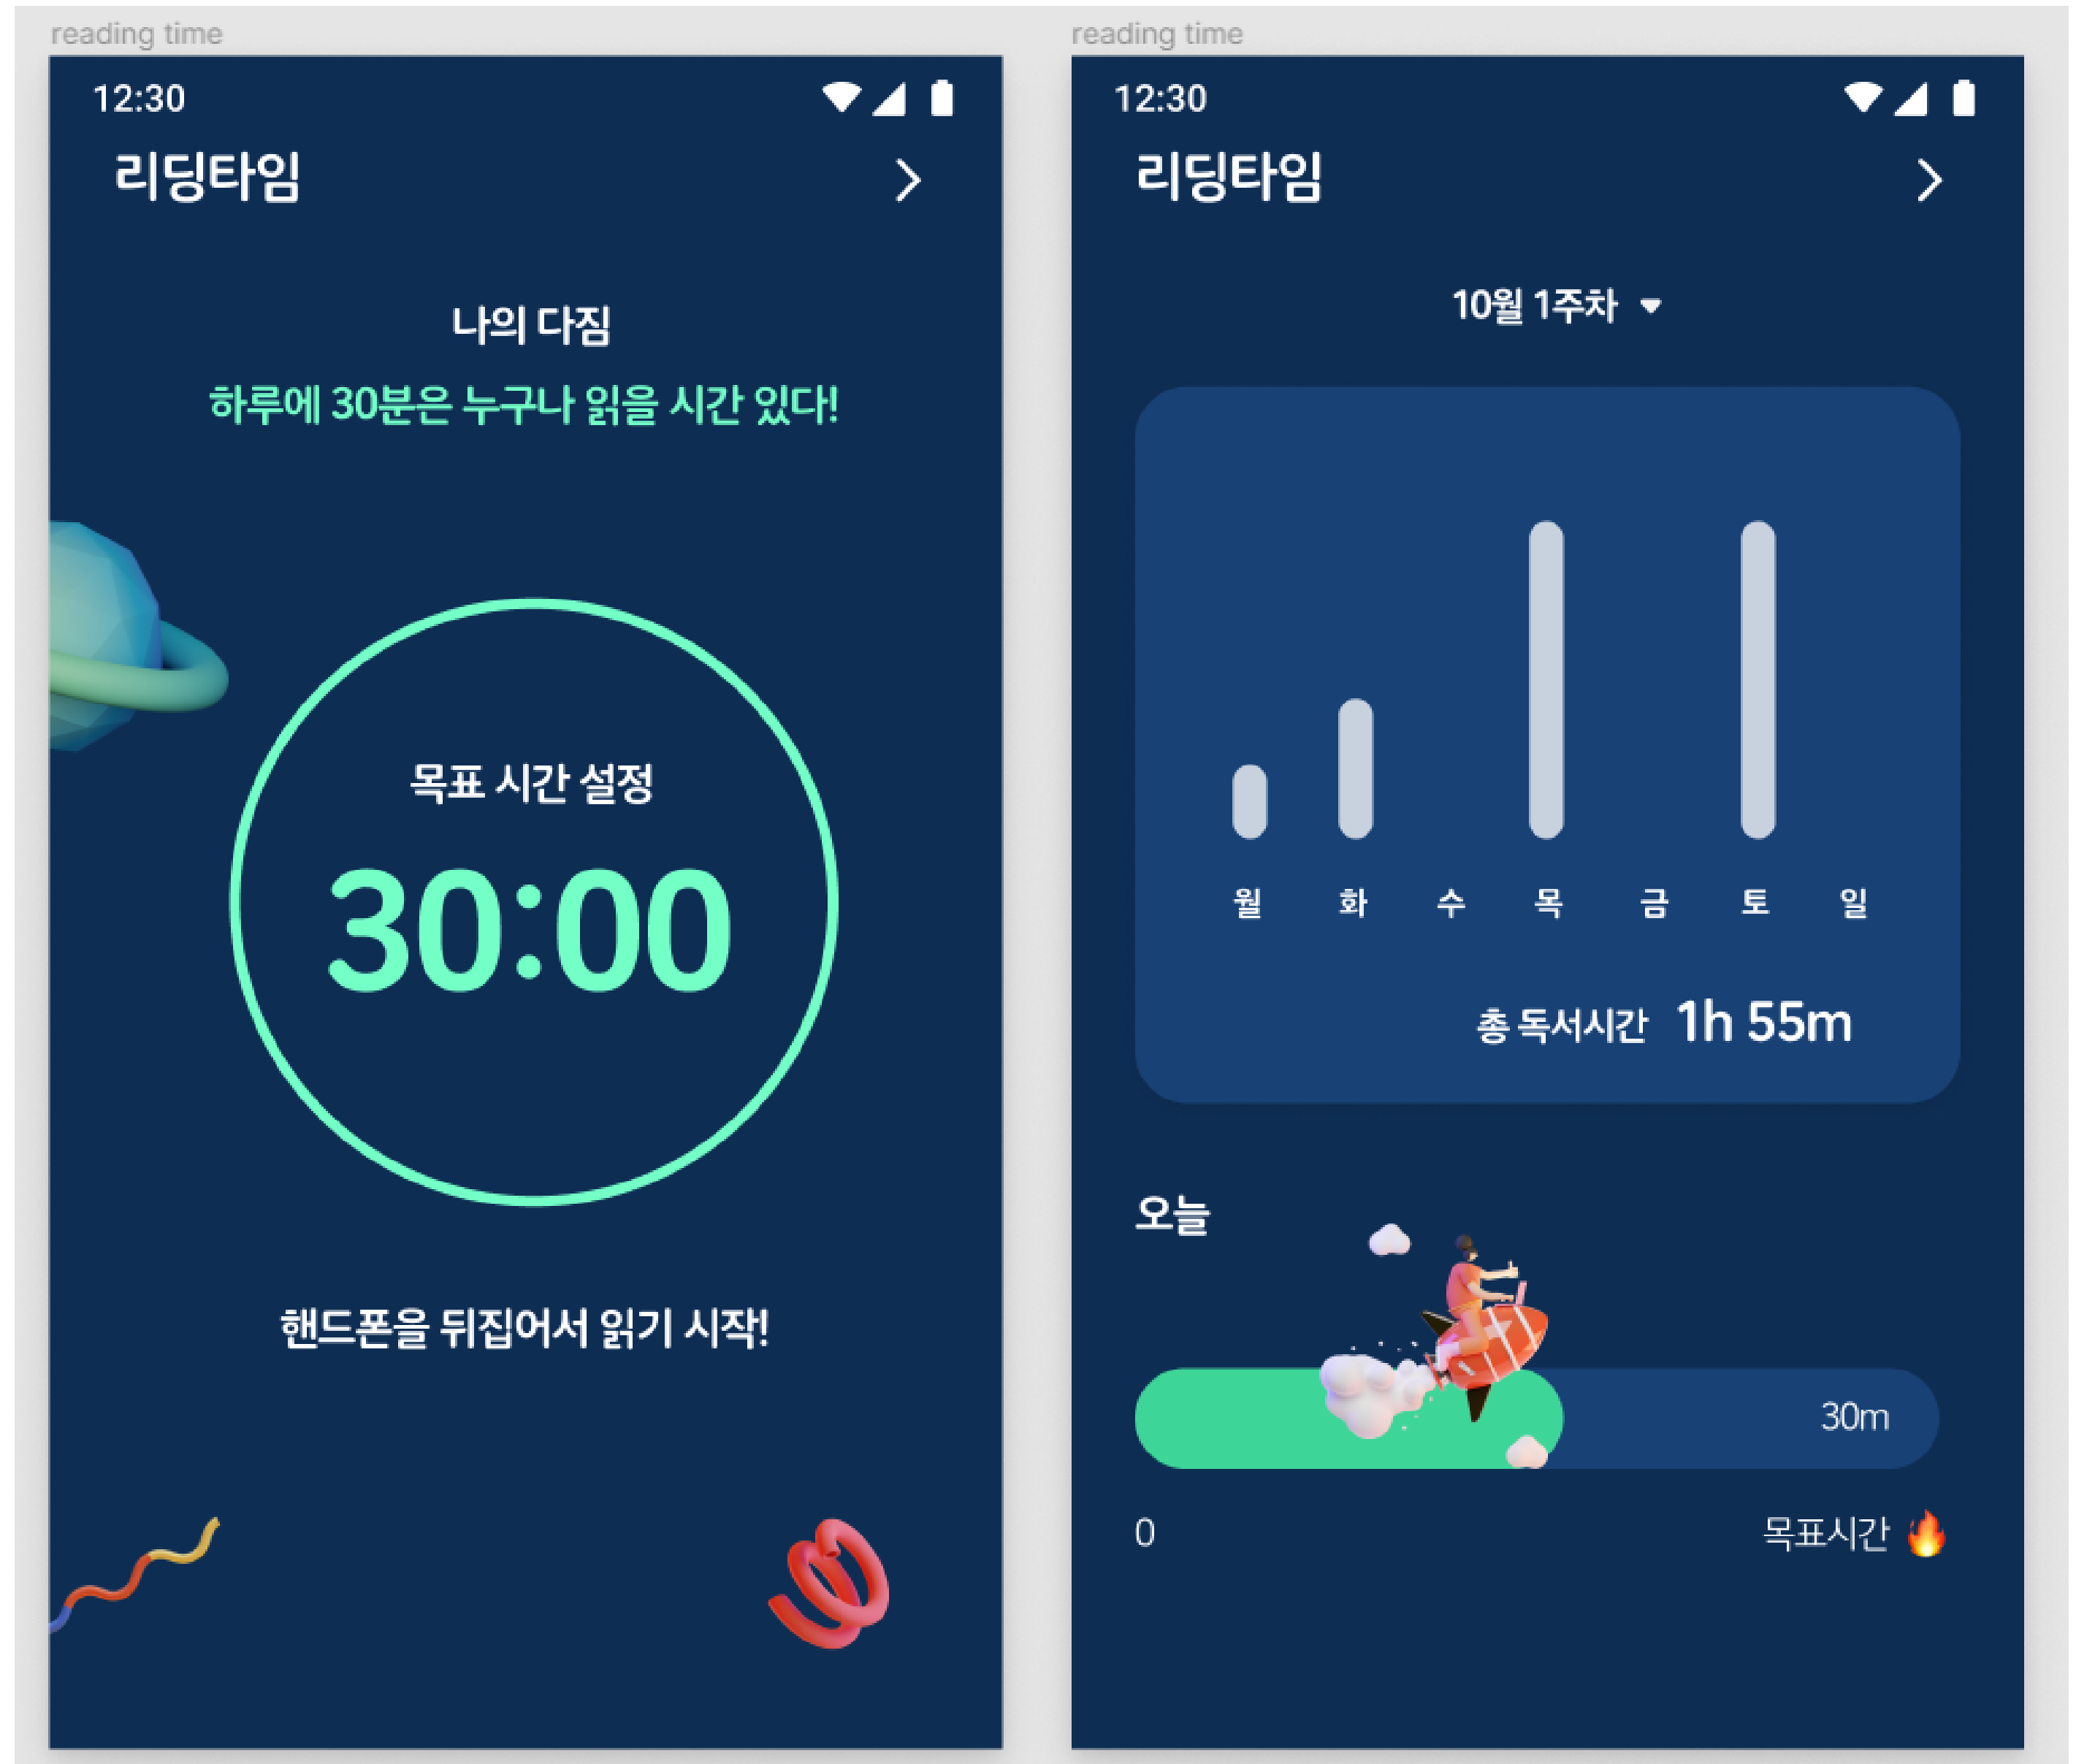 reading time
12:30
리딩타임
나의 다짐
하루에 30분은 누구나 읽을 시간 있다!
목표 시간 설정
30:00
핸드폰을 뒤집어서 읽기 시작!
reading time
12:30
리딩타임
10월 1주차
월 화 수 목 금 토 일
총 독서시간 1h 55m
오늘
30m
0 목표시간